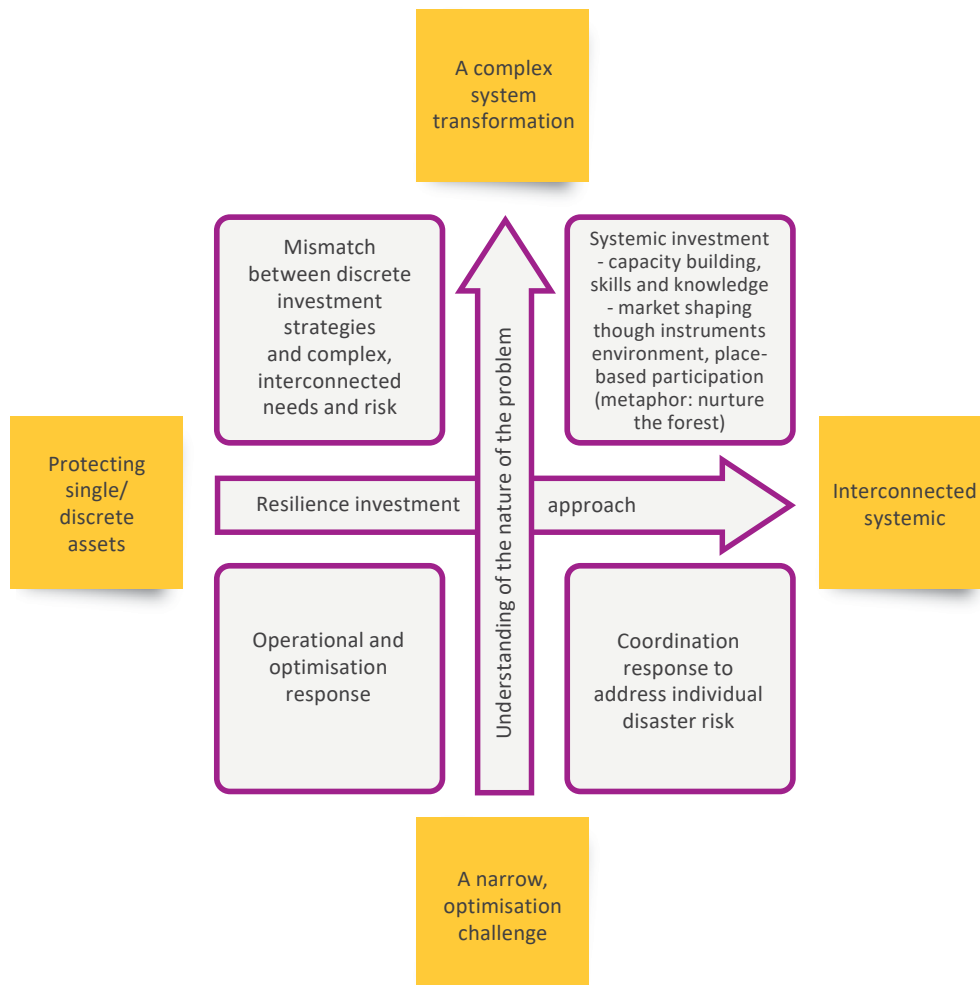 A complex
system
transformation
Mismatch
between discrete
investment
strategies
and complex,
interconnected
needs and risk
Systemic investment
- capacity building,
skills and knowledge
- market shaping
though instruments
environment, place-
based participation
(metaphor: nurture
the forest)
Protecting
single/
discrete
assets
Resilience investment approach
Understanding of the nature of the problem
Interconnected
systemic
Operational and
optimisation
response
Coordination
response to
address individual
disaster risk
A narrow,
optimisation
challenge